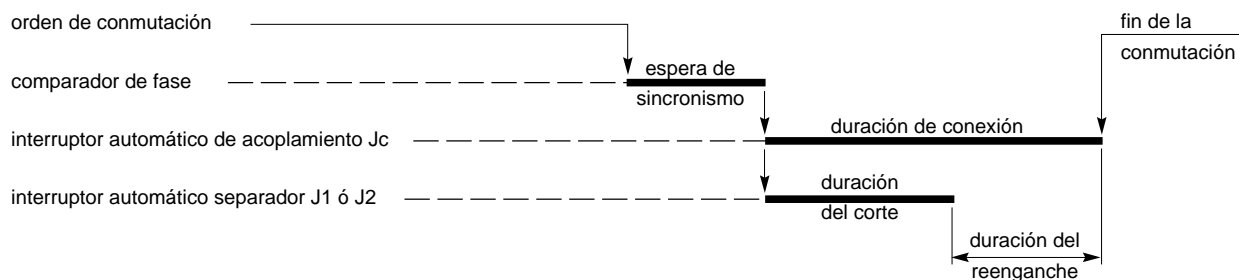 orden de conmutación
fin de la
conmutación
comparador de fase
espera de
sincronismo
interruptor automático de acoplamiento Jc
duración de conexión
interruptor automático separador J1 ó J2
duración
del corte
duración del
reenganche